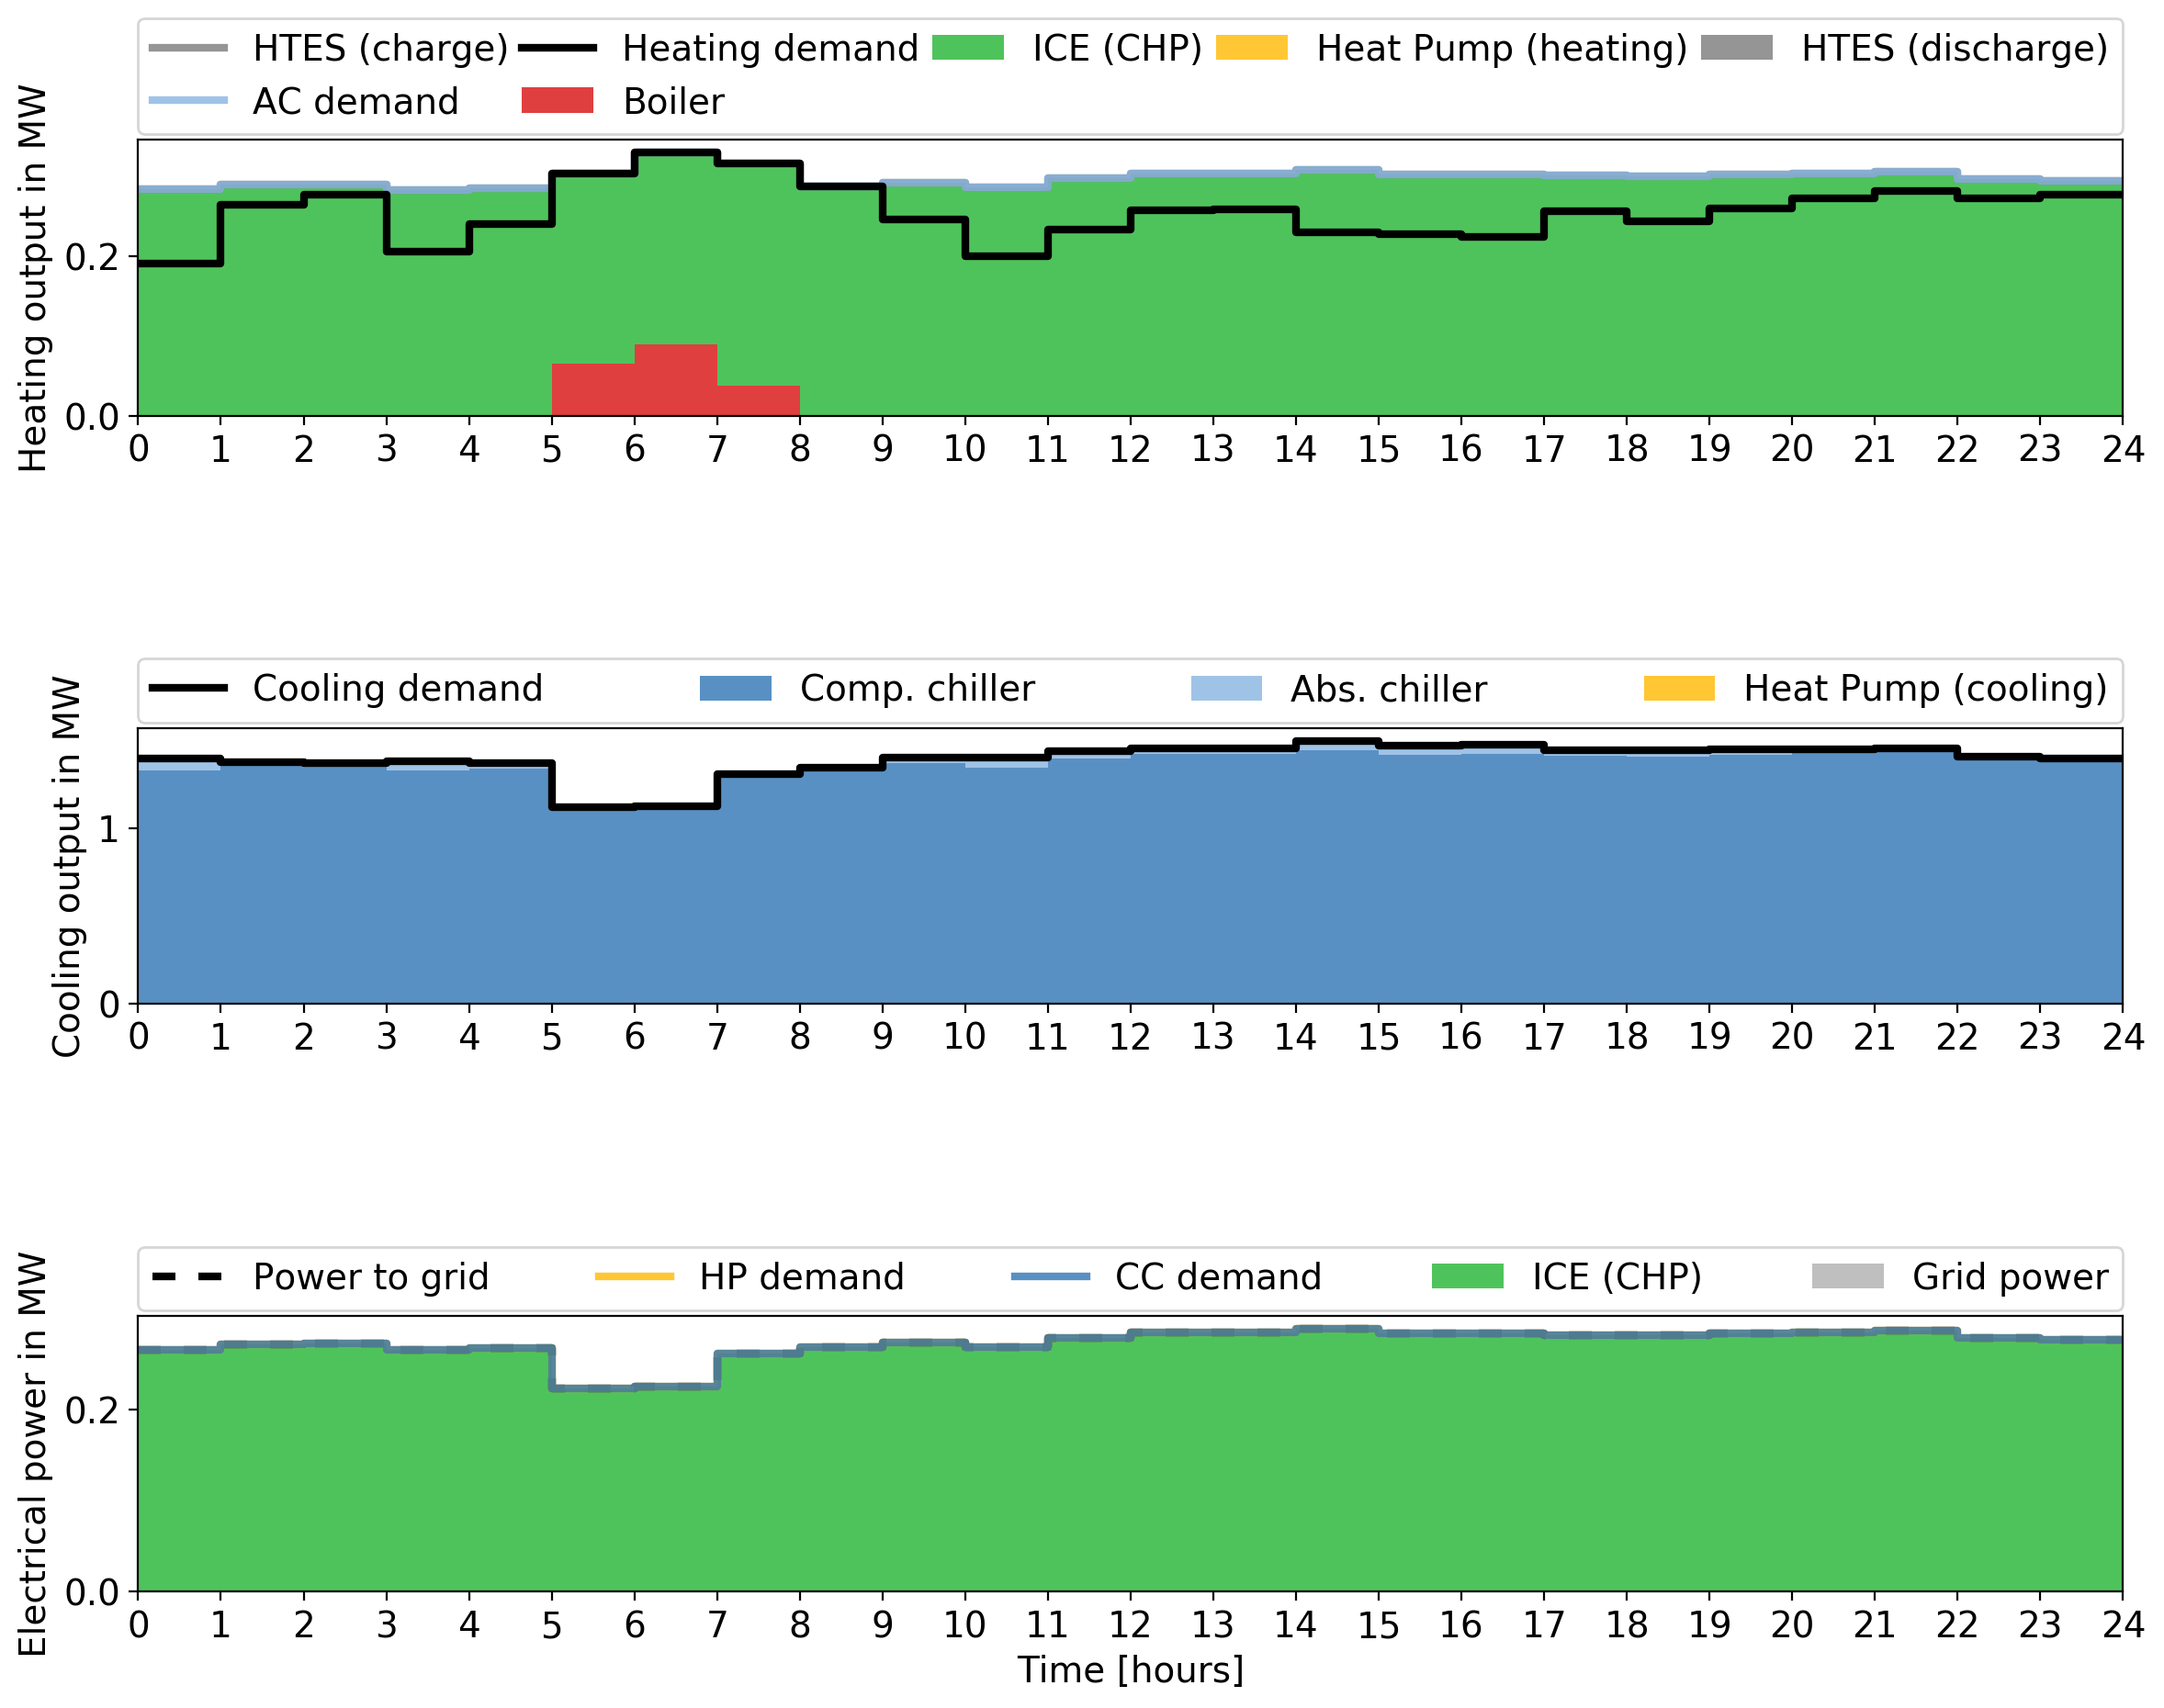 HTES (charge) Heating demand ICE (CHP) Heat Pump (heating) HTES (discharge)
AC demand Boiler
Heating output in MW
0.2
0.0
0 1 2 3 4 5 6 7 8 9 10 11 12 13 14 15 16 17 18 19 20 21 22 23 24
Cooling demand Comp. chiller Abs. chiller Heat Pump (cooling)
Cooling output in MW
1
0
0 1 2 3 4 5 6 7 8 9 10 11 12 13 14 15 16 17 18 19 20 21 22 23 24
Power to grid HP demand CC demand ICE (CHP) Grid power
Electrical power in MW
0.2
0.0
0 1 2 3 4 5 6 7 8 9 10 11 12 13 14 15 16 17 18 19 20 21 22 23 24
Time [hours]